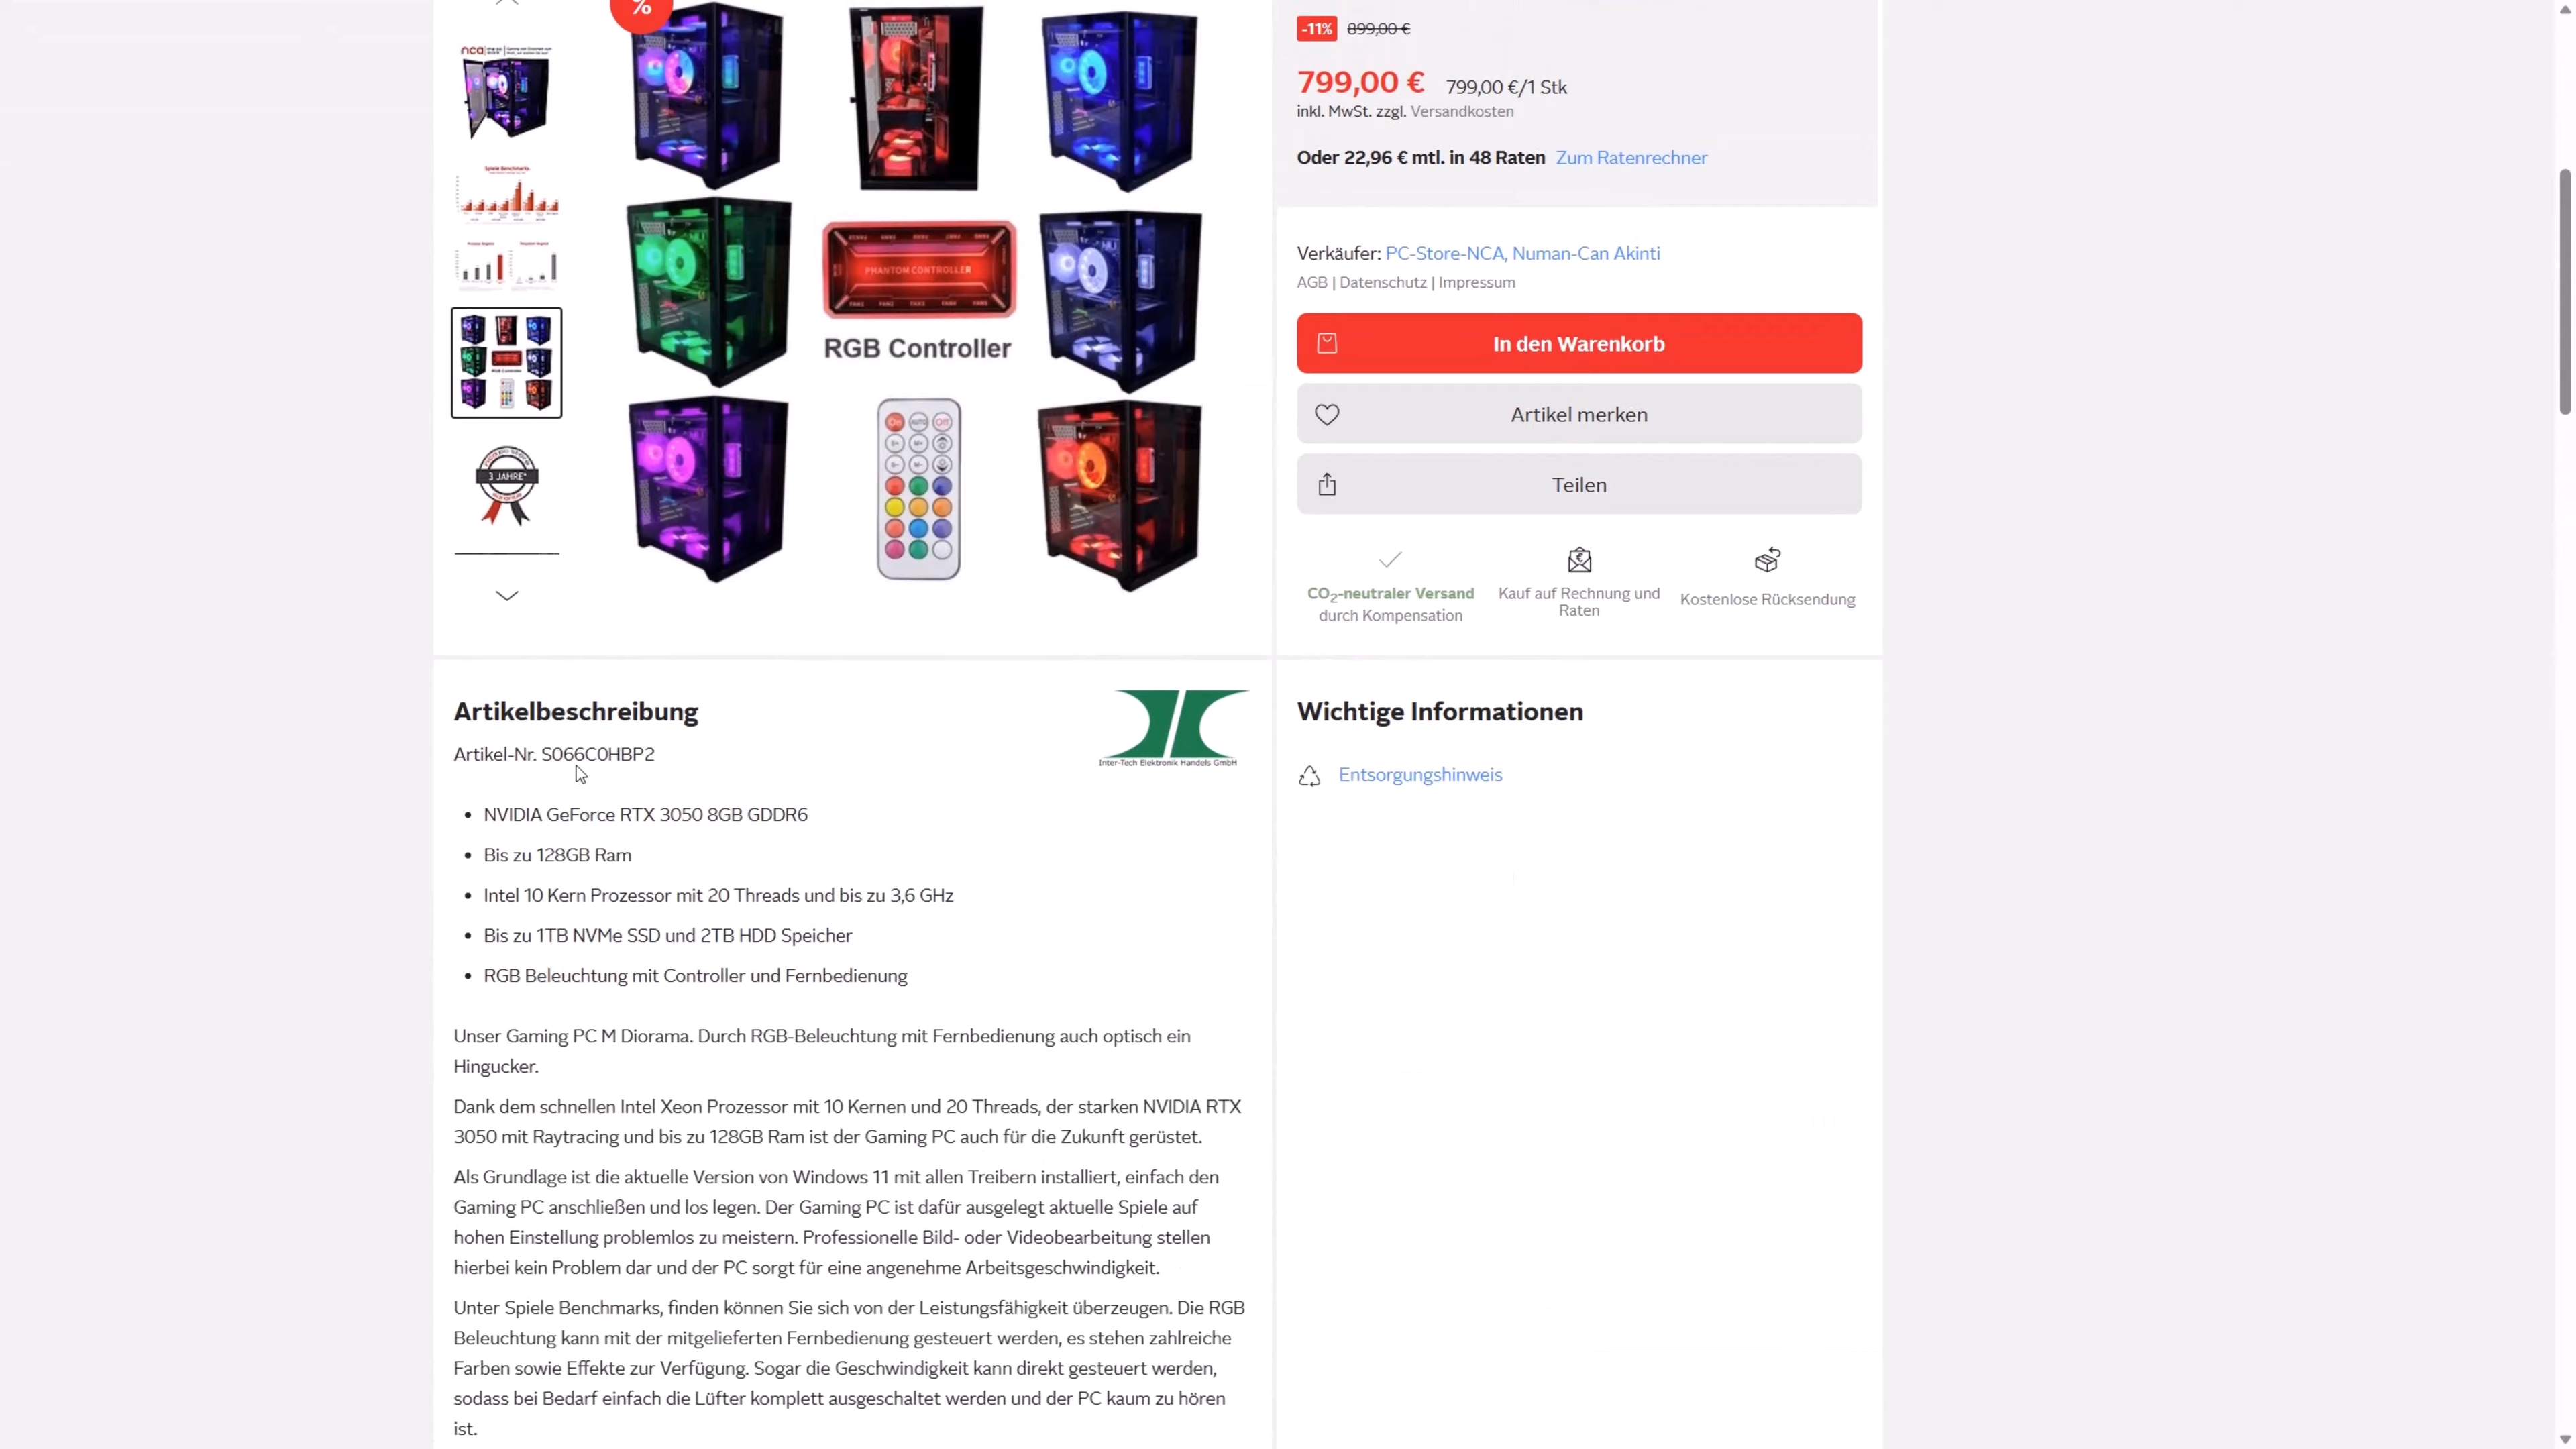 %
-11% 899,00 €
799,00 € 799,00 €/1 Stk
inkl. MwSt. zzgl. Versandkosten
Oder 22,96 € mtl. in 48 Raten Zum Ratenrechner
nca
Spiele Benchmarks
3 JAHRE*
PHANTOM CONTROLLER
RGB Controller
On AUTO Off
Verkäufer: PC-Store-NCA, Numan-Can Akinti
AGB | Datenschutz | Impressum
In den Warenkorb
Artikel merken
Teilen
CO2-neutraler Versand
durch Kompensation
Kauf auf Rechnung und
Raten
Kostenlose Rücksendung
Artikelbeschreibung
Artikel-Nr. S066C0HBP2
Inter-Tech Elektronik Handels GmbH
• NVIDIA GeForce RTX 3050 8GB GDDR6
• Bis zu 128GB Ram
• Intel 10 Kern Prozessor mit 20 Threads und bis zu 3,6 GHz
• Bis zu 1TB NVMe SSD und 2TB HDD Speicher
• RGB Beleuchtung mit Controller und Fernbedienung
Unser Gaming PC M Diorama. Durch RGB-Beleuchtung mit Fernbedienung auch optisch ein
Hingucker.
Dank dem schnellen Intel Xeon Prozessor mit 10 Kernen und 20 Threads, der starken NVIDIA RTX
3050 mit Raytracing und bis zu 128GB Ram ist der Gaming PC auch für die Zukunft gerüstet.
Als Grundlage ist die aktuelle Version von Windows 11 mit allen Treibern installiert, einfach den
Gaming PC anschließen und los legen. Der Gaming PC ist dafür ausgelegt aktuelle Spiele auf
hohen Einstellung problemlos zu meistern. Professionelle Bild- oder Videobearbeitung stellen
hierbei kein Problem dar und der PC sorgt für eine angenehme Arbeitsgeschwindigkeit.
Unter Spiele Benchmarks, finden können Sie sich von der Leistungsfähigkeit überzeugen. Die RGB
Beleuchtung kann mit der mitgelieferten Fernbedienung gesteuert werden, es stehen zahlreiche
Farben sowie Effekte zur Verfügung. Sogar die Geschwindigkeit kann direkt gesteuert werden,
sodass bei Bedarf einfach die Lüfter komplett ausgeschaltet werden und der PC kaum zu hören
ist.
Wichtige Informationen
Entsorgungshinweis